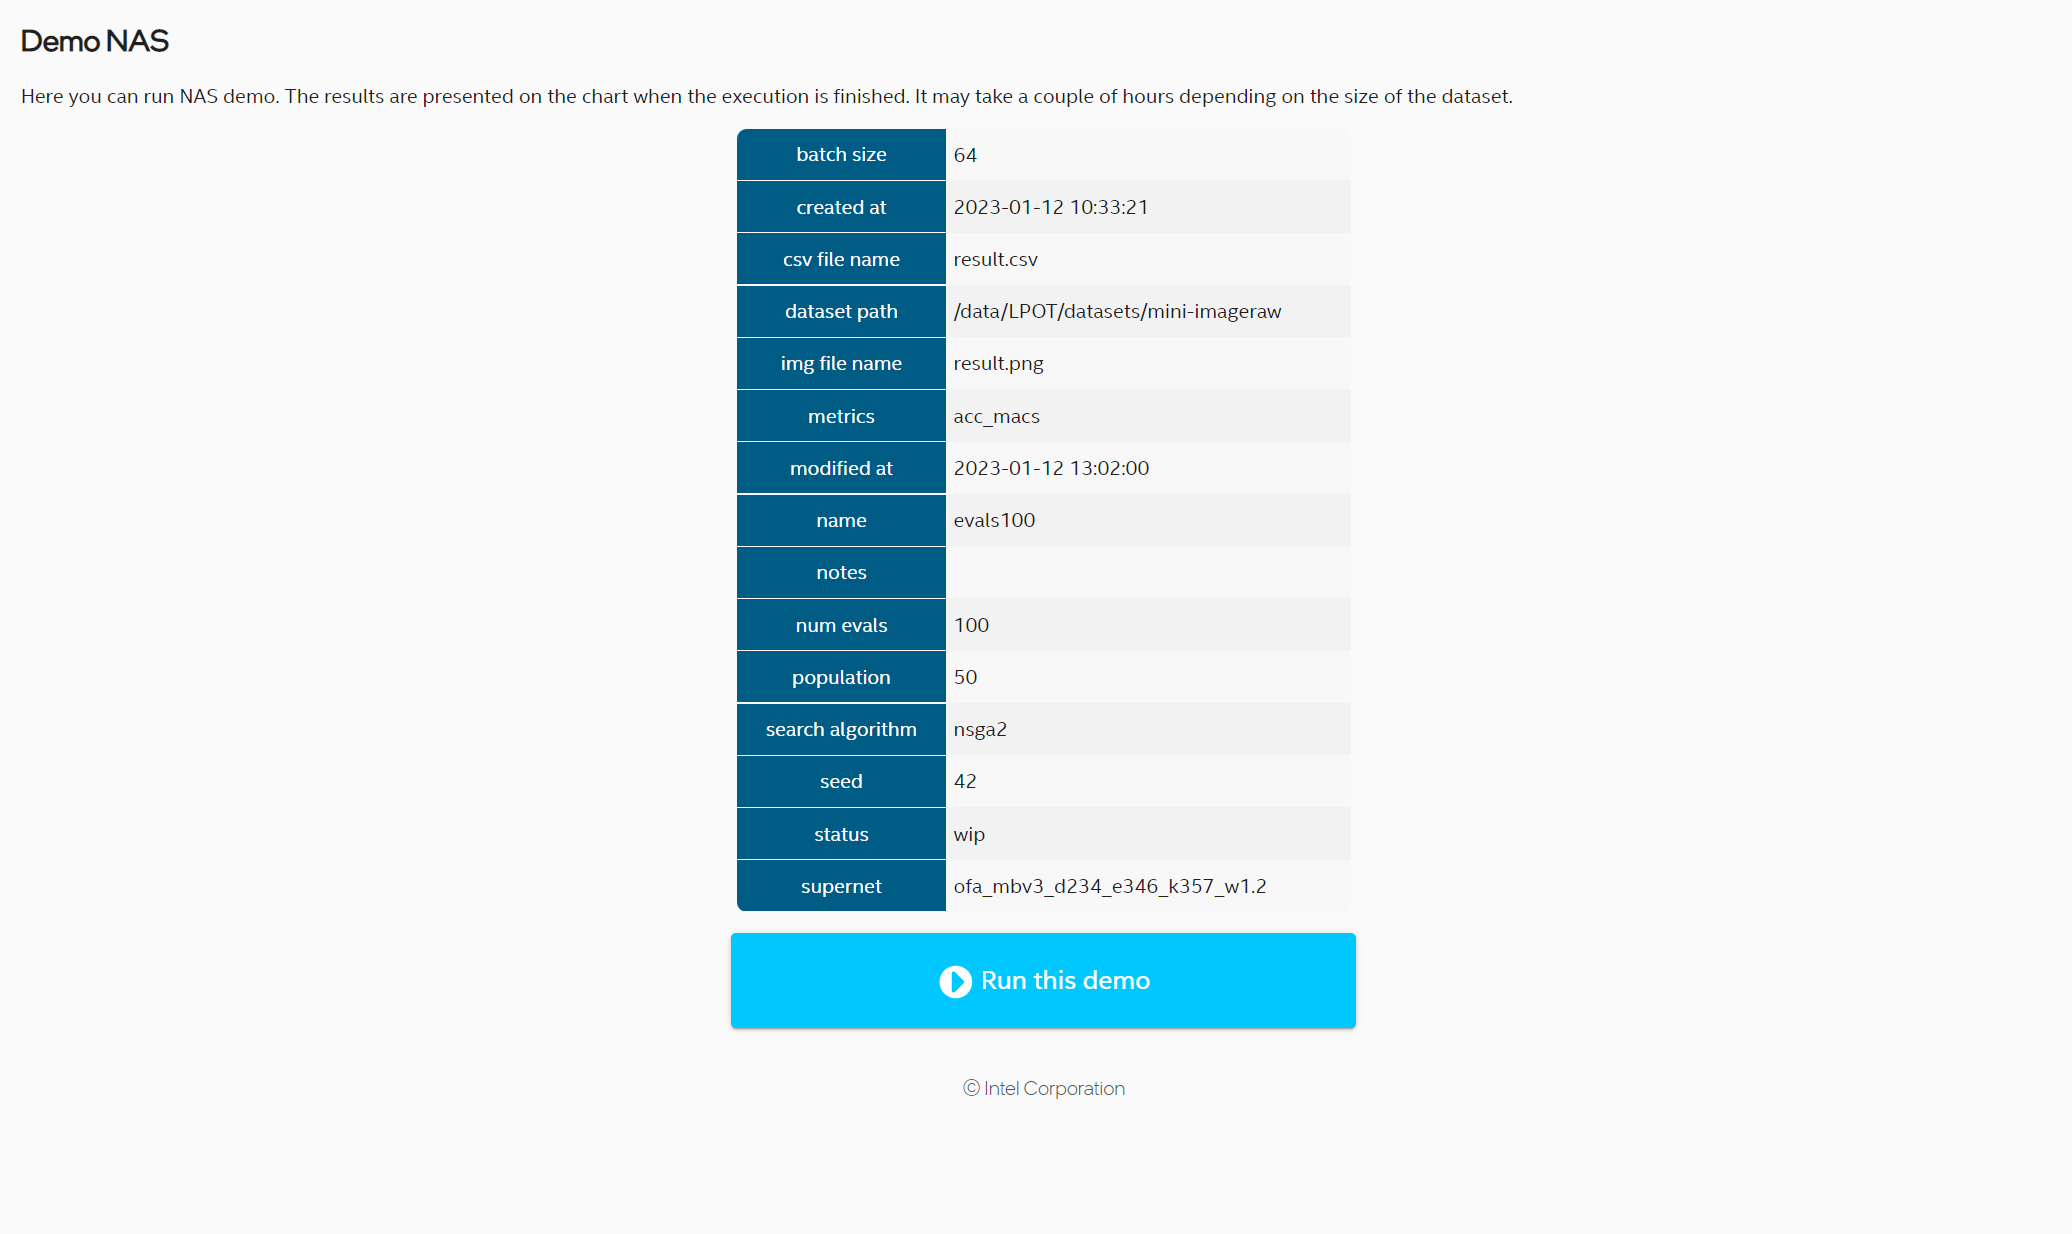 Demo NAS
Here you can run NAS demo. The results are presented on the chart when the execution is finished. It may take a couple of hours depending on the size of the dataset.
batch size 64
created at 2023-01-12 10:33:21
csv file name result.csv
dataset path /data/LPOT/datasets/mini-imageraw
img file name result.png
metrics acc_macs
modified at 2023-01-12 13:02:00
name evals100
notes
num evals 100
population 50
search algorithm nsga2
seed 42
status wip
supernet ofa_mbv3_d234_e346_k357_w1.2
Run this demo
© Intel Corporation